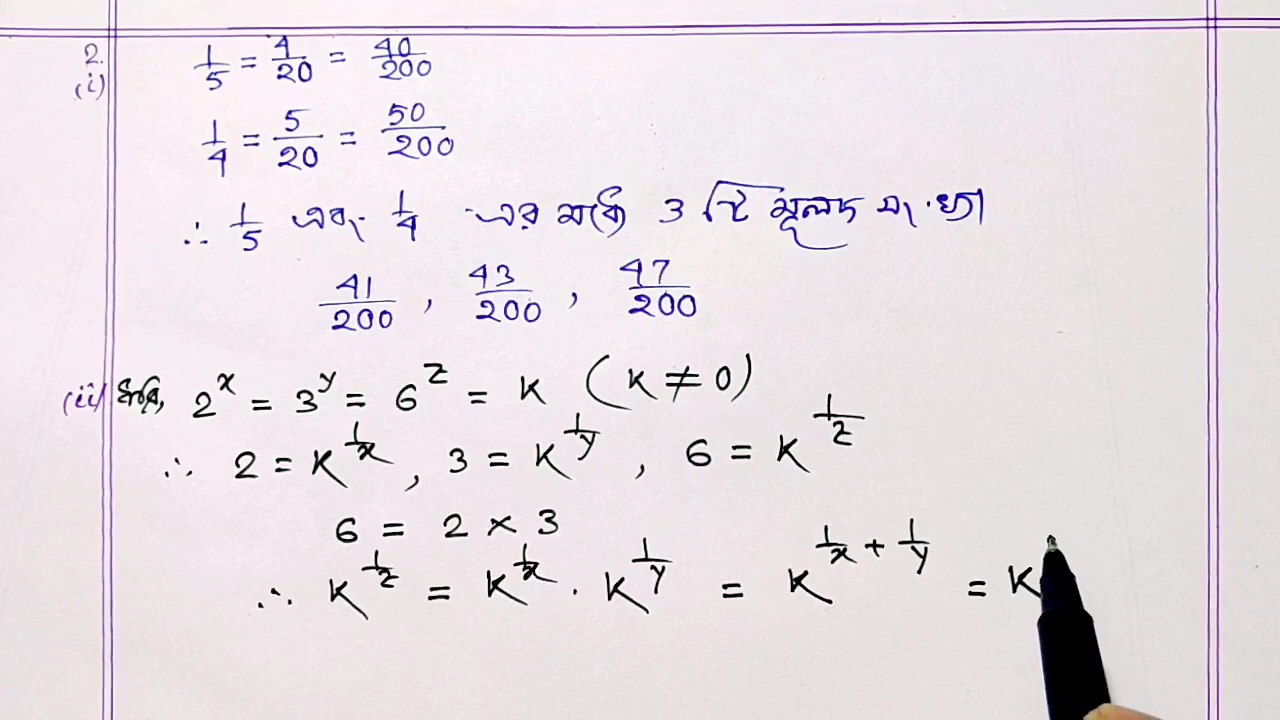 2.
(i) 1/5 = 4/20 = 40/200
1/4 = 5/20 = 50/200
∴ 1/5 এবং 1/4 -এর মধ্যে 3 টি মূলদ সংখ্যা
41/200 , 43/200 , 47/200
(ii) ধরি, 2^x = 3^y = 6^z = K (K ≠ 0)
∴ 2 = K^(1/x) , 3 = K^(1/y) , 6 = K^(1/z)
6 = 2 × 3
∴ K^(1/z) = K^(1/x) . K^(1/y) = K^(1/x + 1/y) = K